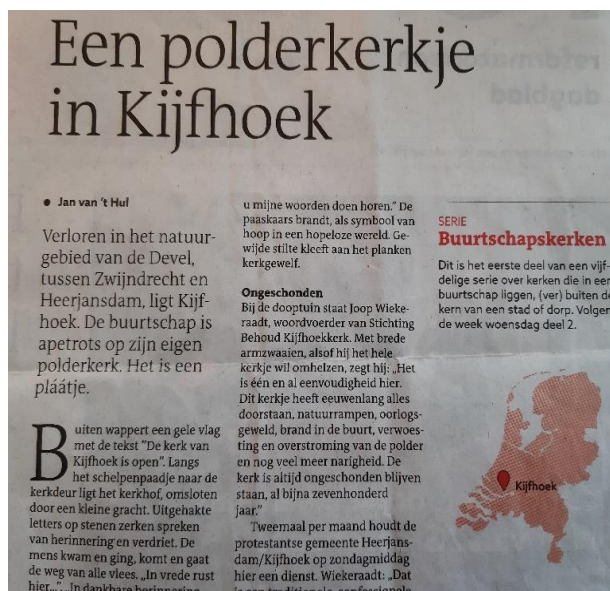 Een polderkerkje
in Kijfhoek
• Jan van 't Hul
Verloren in het natuur-
gebied van de Devel,
tussen Zwijndrecht en
Heerjansdam, ligt Kijf-
hoek. De buurtschap is
apetrots op zijn eigen
polderkerk. Het is een
pláátje.
Buiten wappert een gele vlag
met de tekst "De kerk van
Kijfhoek is open". Langs
het schelpenpaadje naar de
kerkdeur ligt het kerkhof, omsloten
door een kleine gracht. Uitgehakte
letters op stenen zerken spreken
van herinnering en verdriet. De
mens kwam en ging, komt en gaat
de weg van alle vlees. „In vrede rust
hier..." „In dankbare herinnering
u mijne woorden doen horen." De
paaskaars brandt, als symbool van
hoop in een hopeloze wereld. Ge-
wijde stilte kleeft aan het planken
kerkgewelf.
Ongeschonden
Bij de dooptuin staat Joop Wieke-
raadt, woordvoerder van Stichting
Behoud Kijfhoekkerk. Met brede
armzwaaien, alsof hij het hele
kerkje wil omhelzen, zegt hij: „Het
is één en al eenvoudigheid hier.
Dit kerkje heeft eeuwenlang alles
doorstaan, natuurrampen, oorlogs-
geweld, brand in de buurt, verwoes-
ting en overstroming van de polder
en nog veel meer narigheid. De
kerk is altijd ongeschonden blijven
staan, al bijna zevenhonderd
jaar."
Tweemaal per maand houdt de
protestantse gemeente Heerjans-
dam/Kijfhoek op zondagmiddag
hier een dienst. Wiekeraadt: „Dat
is een traditionele, confessionele
SERIE
Buurtschapskerken
Dit is het eerste deel van een vijf-
delige serie over kerken die in een
buurtschap liggen, (ver) buiten de
kern van een stad of dorp. Volgen
de week woensdag deel 2.
Kijfhoek